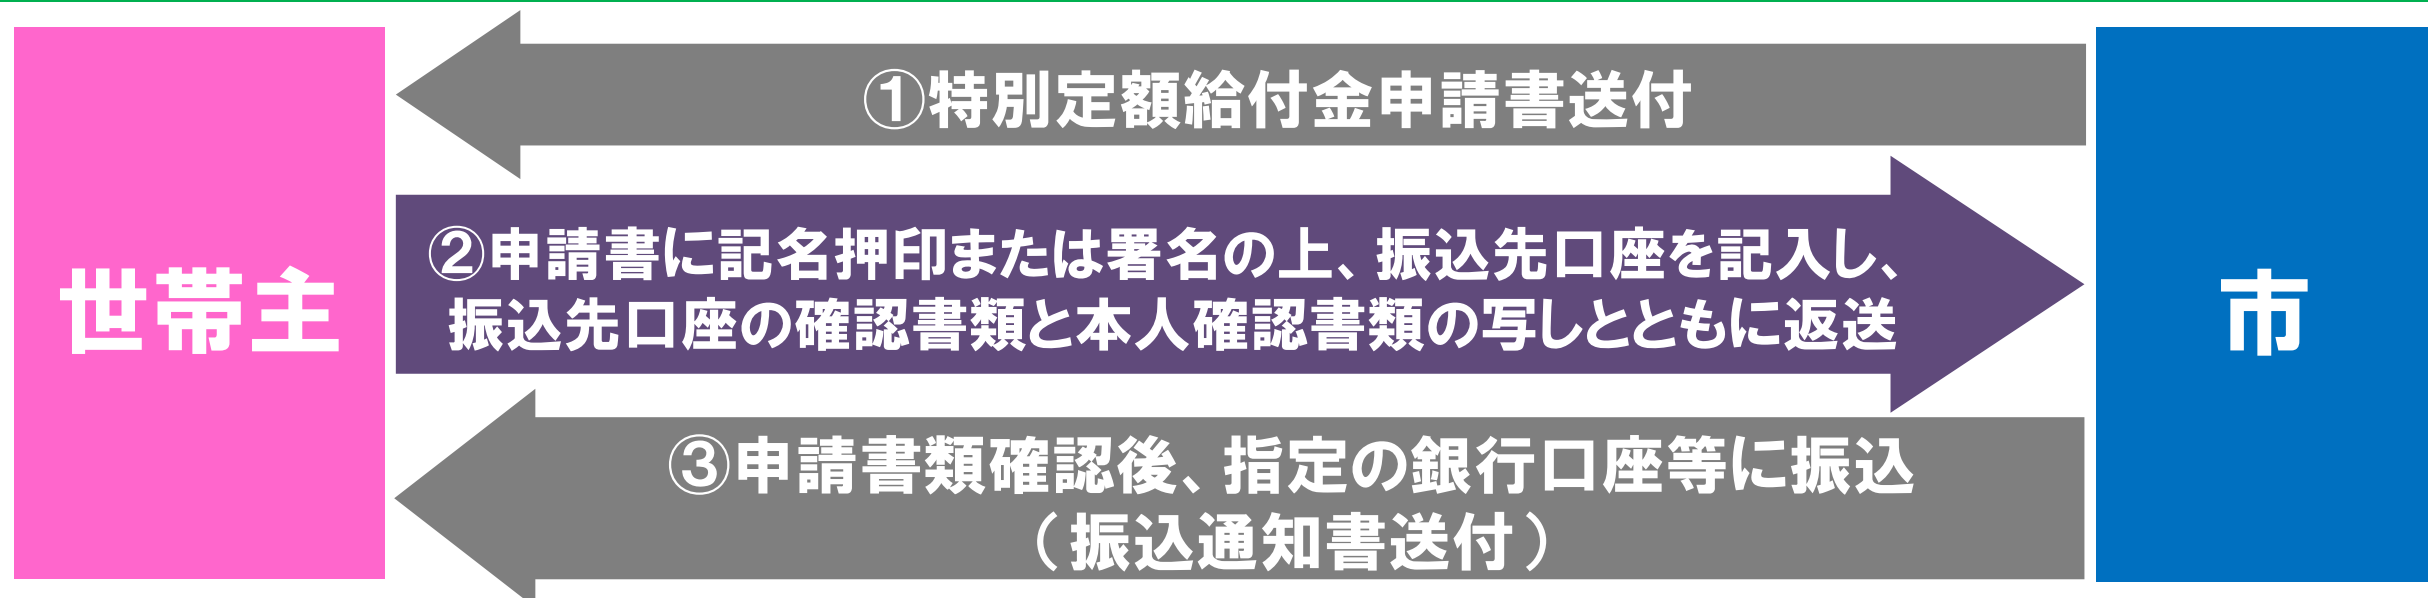 世帯主
①特別定額給付金申請書送付
②申請書に記名押印または署名の上、振込先口座を記入し、
振込先口座の確認書類と本人確認書類の写しとともに返送
③申請書類確認後、指定の銀行口座等に振込
（振込通知書送付）
市